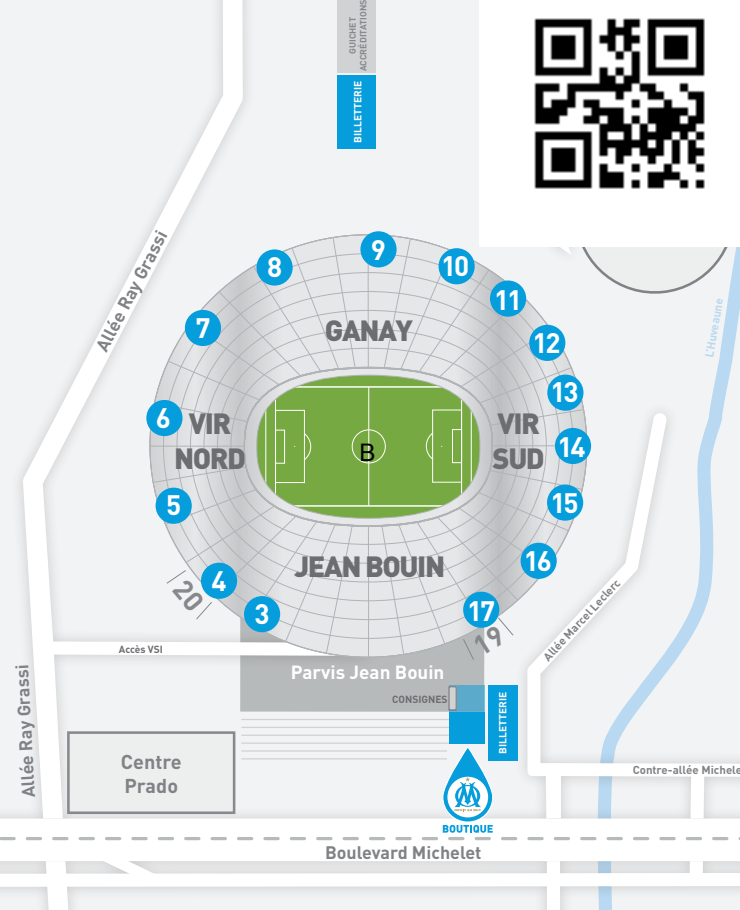 GUICHET
ACCRÉDITATIONS
BILLETTERIE
Allée Ray Grassi
8
9
10
11
7
12
GANAY
13
L'Huveaune
6
VIR
NORD
VIR
SUD
14
B
5
15
16
JEAN BOUIN
4
20
3
17
19
Allée Marcel Leclerc
Accès VSI
Parvis Jean Bouin
CONSIGNES
BILLETTERIE
Allée Ray Grassi
Centre
Prado
Contre-allée Michele
BOUTIQUE
Boulevard Michelet